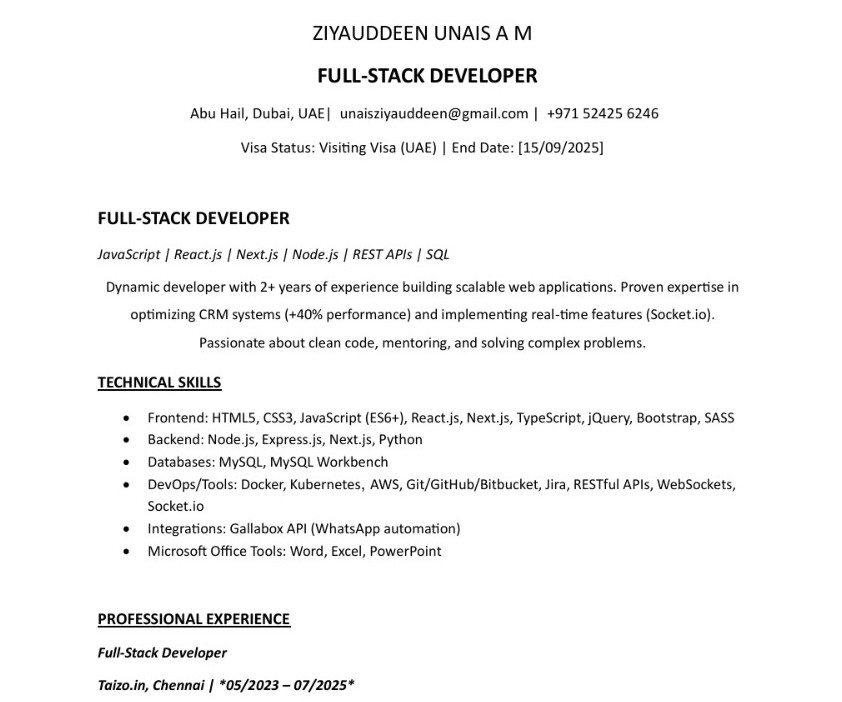 ZIYAUDDEEN UNAIS A M
FULL-STACK DEVELOPER
Abu Hail, Dubai, UAE| unaisziyauddeen@gmail.com | +971 52425 6246
Visa Status: Visiting Visa (UAE) | End Date: [15/09/2025]
FULL-STACK DEVELOPER
JavaScript | React.js | Next.js | Node.js | REST APIs | SQL
Dynamic developer with 2+ years of experience building scalable web applications. Proven expertise in
optimizing CRM systems (+40% performance) and implementing real-time features (Socket.io).
Passionate about clean code, mentoring, and solving complex problems.
TECHNICAL SKILLS
• Frontend: HTML5, CSS3, JavaScript (ES6+), React.js, Next.js, TypeScript, jQuery, Bootstrap, SASS
• Backend: Node.js, Express.js, Next.js, Python
• Databases: MySQL, MySQL Workbench
• DevOps/Tools: Docker, Kubernetes, AWS, Git/GitHub/Bitbucket, Jira, RESTful APIs, WebSockets,
Socket.io
• Integrations: Gallabox API (WhatsApp automation)
• Microsoft Office Tools: Word, Excel, PowerPoint
PROFESSIONAL EXPERIENCE
Full-Stack Developer
Taizo.in, Chennai | *05/2023 – 07/2025*